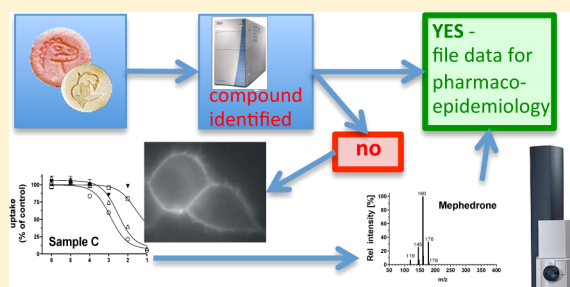 compound
identified
YES -
file data for
pharmaco-
epidemiology
no
uptake
(% of control)
100
75
50
25
0
Sample C
6 5 4 3 2 1
Rel intensity [%]
100
80
60
40
20
0
160
Mephedrone
119
145
178
179
50 100 150 200 250 300 350 400
m/z